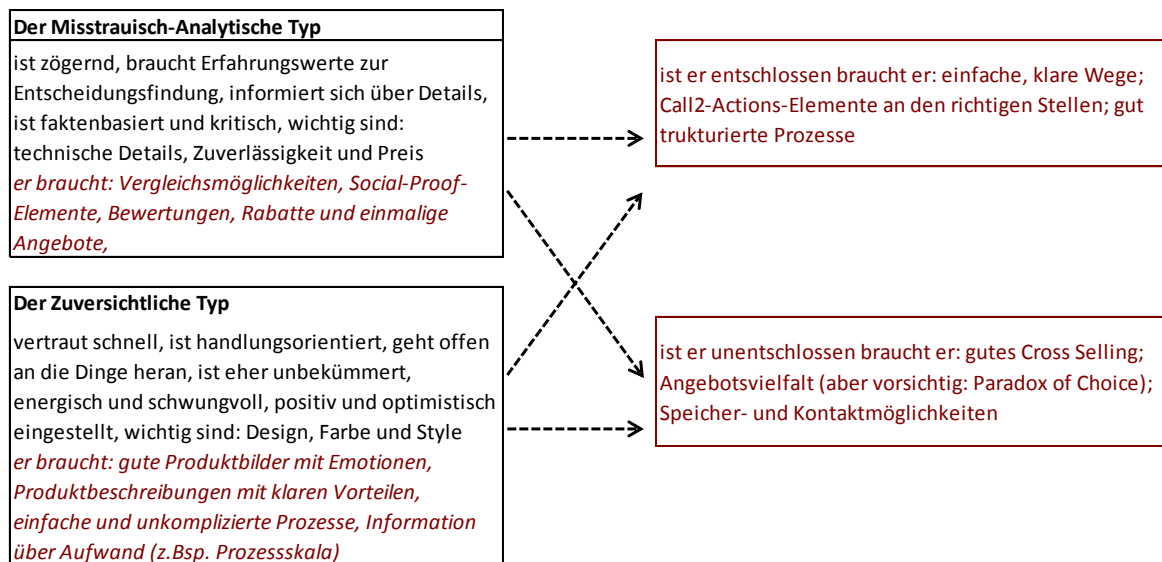 Der Misstrauisch-Analytische Typ
ist zögernd, braucht Erfahrungswerte zur
Entscheidungsfindung, informiert sich über Details,
ist faktenbasiert und kritisch, wichtig sind:
technische Details, Zuverlässigkeit und Preis
er braucht: Vergleichsmöglichkeiten, Social-Proof-
Elemente, Bewertungen, Rabatte und einmalige
Angebote,
ist er entschlossen braucht er: einfache, klare Wege;
Call2-Actions-Elemente an den richtigen Stellen; gut
trukturierte Prozesse
Der Zuversichtliche Typ
vertraut schnell, ist handlungsorientiert, geht offen
an die Dinge heran, ist eher unbekümmert,
energisch und schwungvoll, positiv und optimistisch
eingestellt, wichtig sind: Design, Farbe und Style
er braucht: gute Produktbilder mit Emotionen,
Produktbeschreibungen mit klaren Vorteilen,
einfache und unkomplizierte Prozesse, Information
über Aufwand (z.Bsp. Prozessskala)
ist er unentschlossen braucht er: gutes Cross Selling;
Angebotsvielfalt (aber vorsichtig: Paradox of Choice);
Speicher- und Kontaktmöglichkeiten